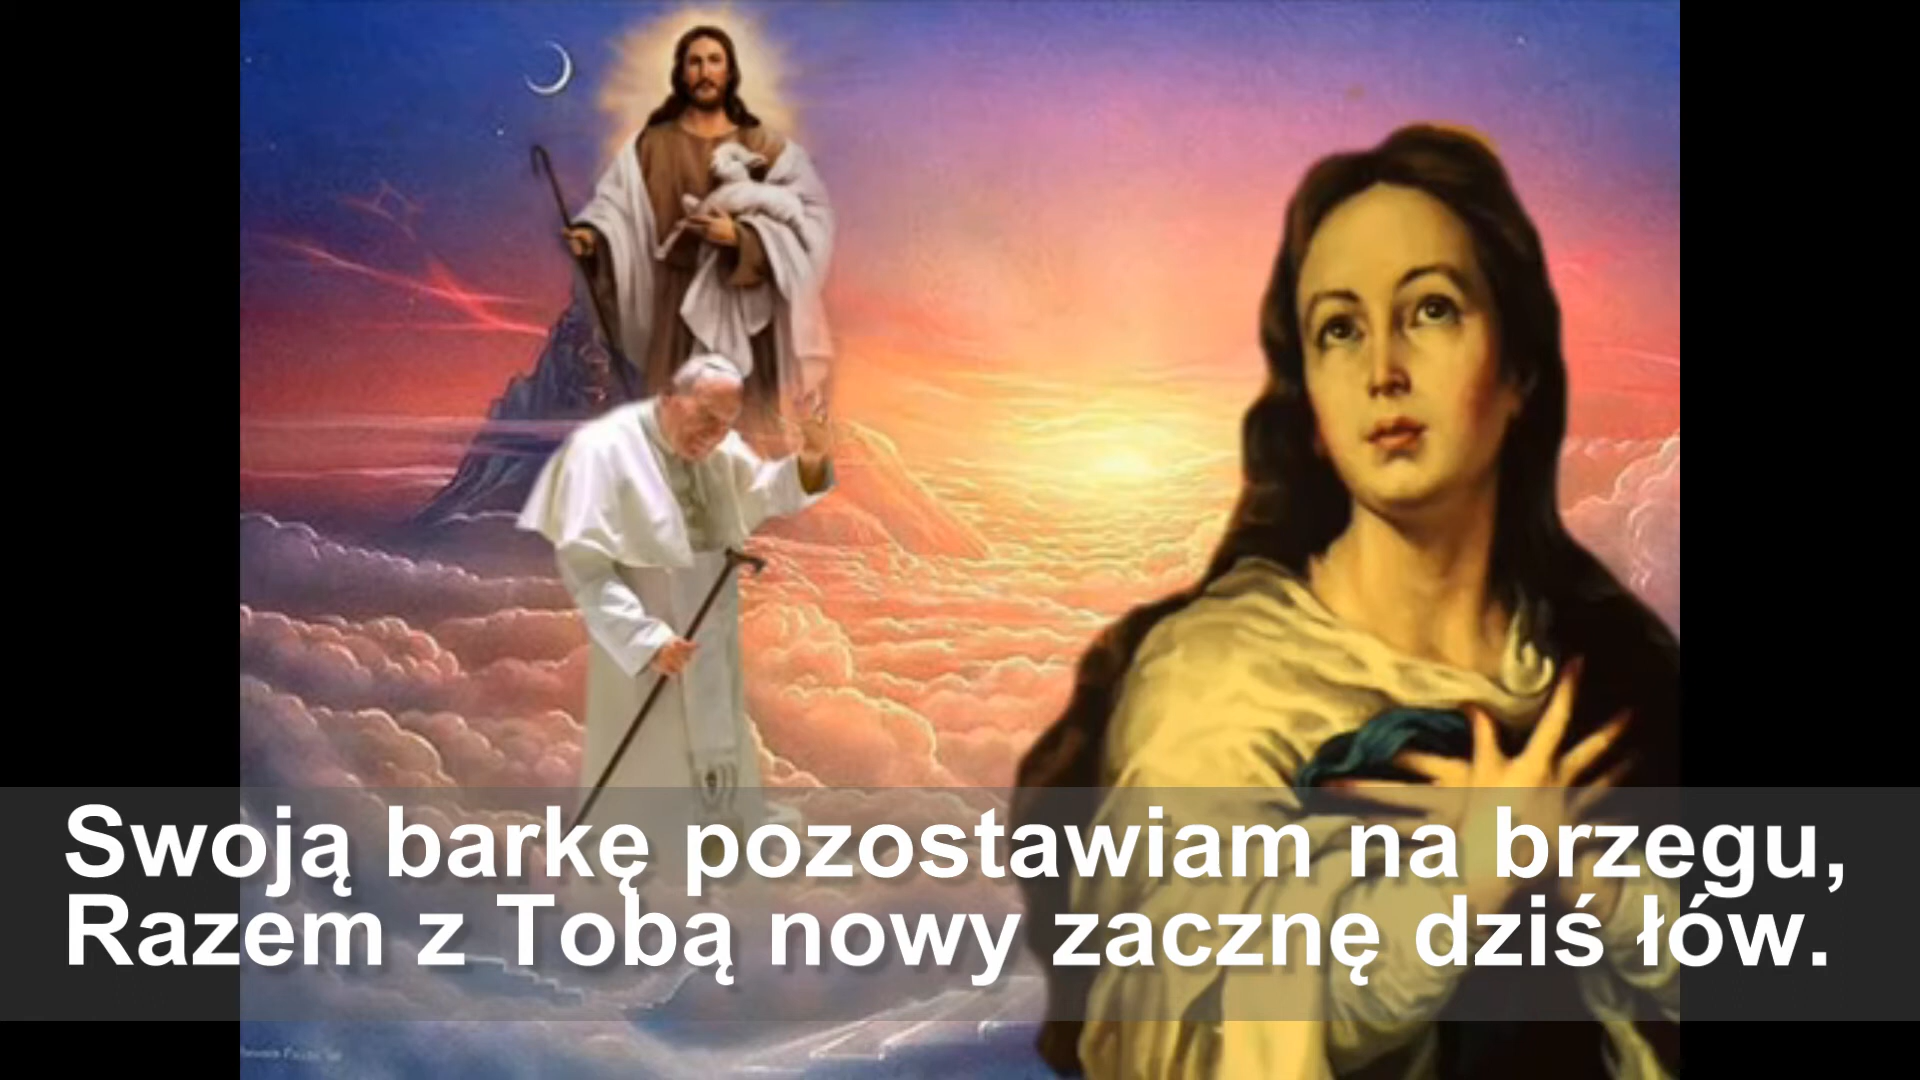 Swoją barkę pozostawiam na brzegu,
Razem z Tobą nowy zacznę dziś łów.